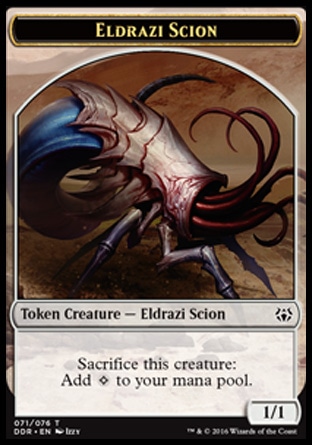 Eldrazi Scion
Token Creature — Eldrazi Scion
Sacrifice this creature:
Add ◇ to your mana pool.
1/1
071/076 T
DDR • EN Izzy
™ & © 2016 Wizards of the Coast